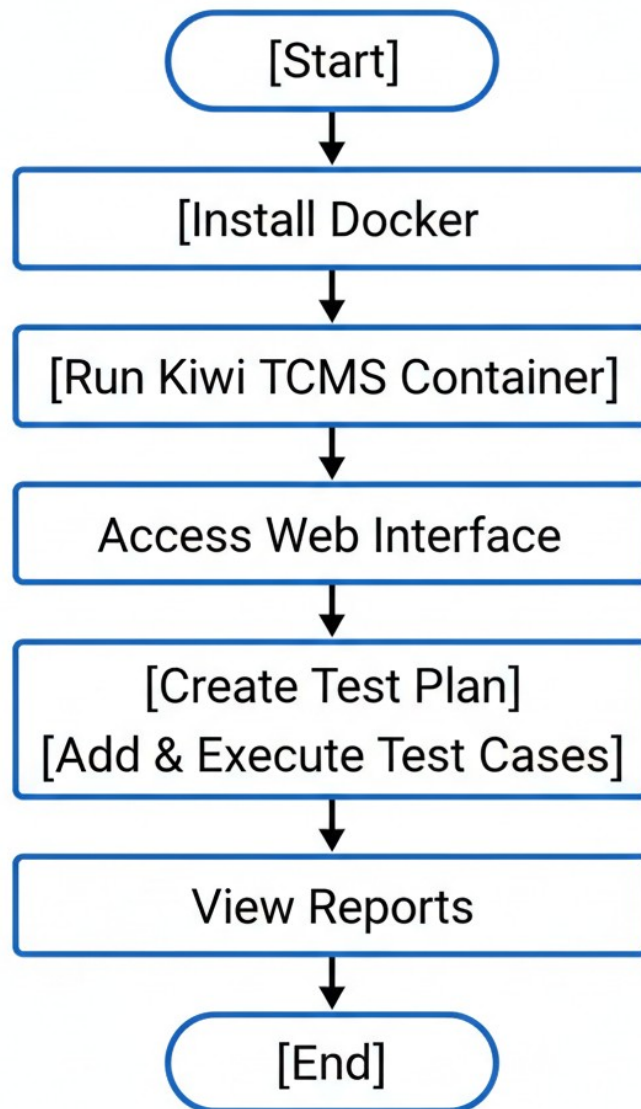 [Start]
[Install Docker
[Run Kiwi TCMS Container]
Access Web Interface
[Create Test Plan]
[Add & Execute Test Cases]
View Reports
[End]